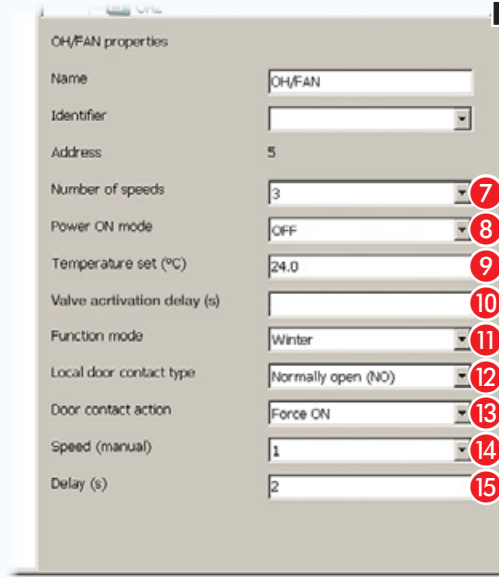 OH/FAN properties
Name OH/FAN
Identifier
Address 5
Number of speeds 3 7
Power ON mode OFF 8
Temperature set (ºC) 24.0 9
Valve acrtivation delay (s) 10
Function mode Winter 11
Local door contact type Normally open (NO) 12
Door contact action Force ON 13
Speed (manual) 1 14
Delay (s) 2 15